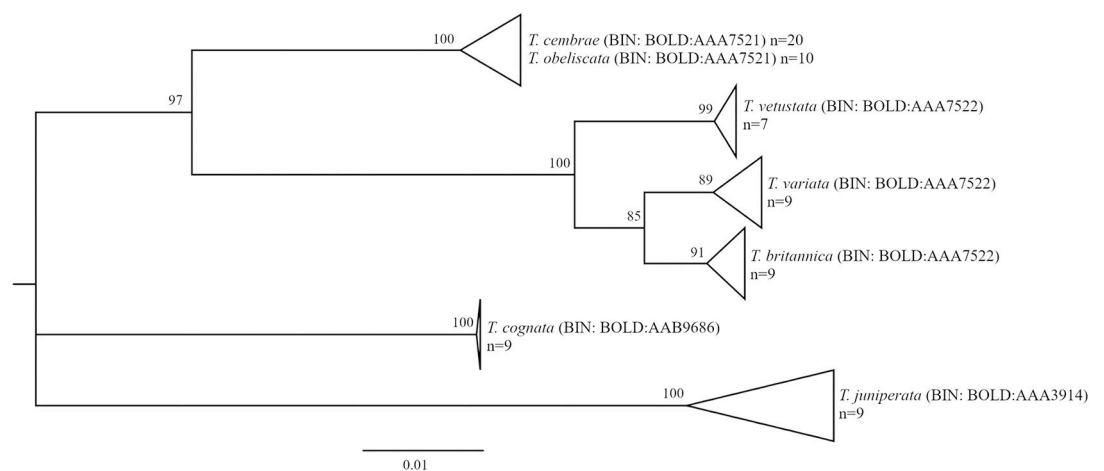 100
T. cembrae (BIN: BOLD:AAA7521) n=20
T. obeliscata (BIN: BOLD:AAA7521) n=10
97
99
T. vetustata (BIN: BOLD:AAA7522)
n=7
100
89
T. variata (BIN: BOLD:AAA7522)
n=9
85
91
T. britannica (BIN: BOLD:AAA7522)
n=9
100
T. cognata (BIN: BOLD:AAB9686)
n=9
100
T. juniperata (BIN: BOLD:AAA3914)
n=9
0.01